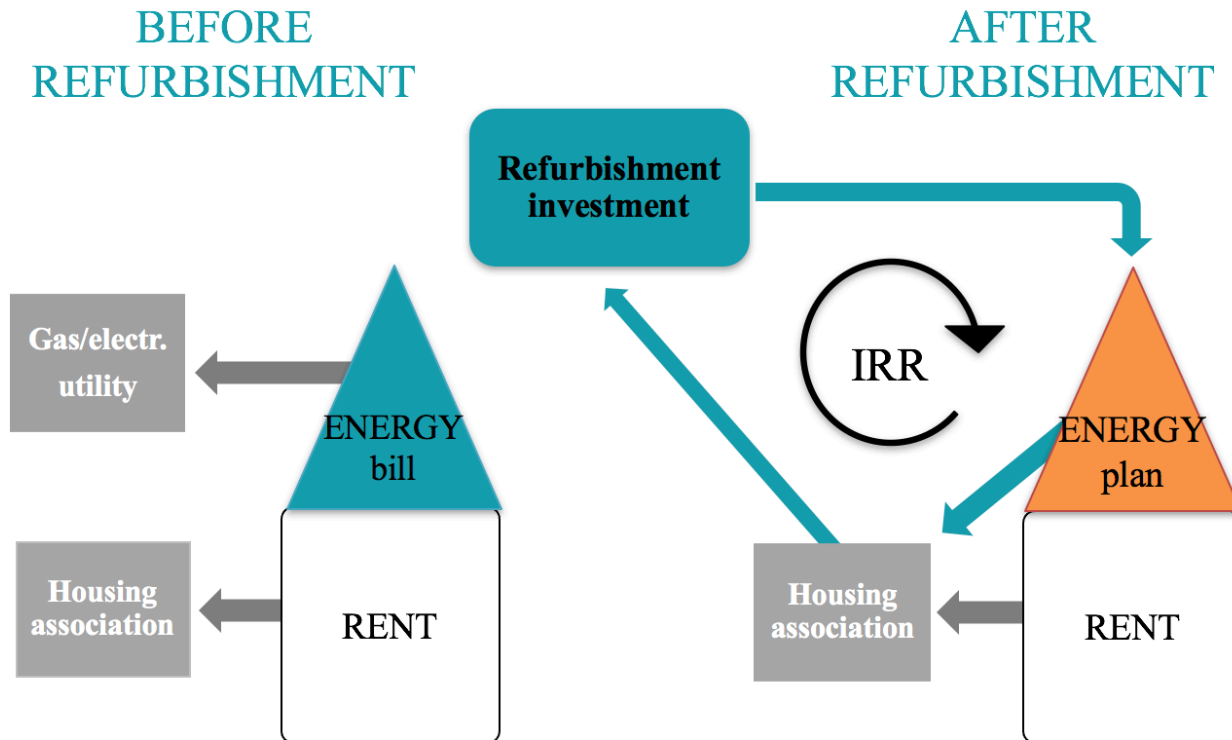 BEFORE
REFURBISHMENT
AFTER
REFURBISHMENT
Refurbishment
investment
Gas/electr.
utility
ENERGY
bill
Housing
association
RENT
IRR
ENERGY
plan
Housing
association
RENT